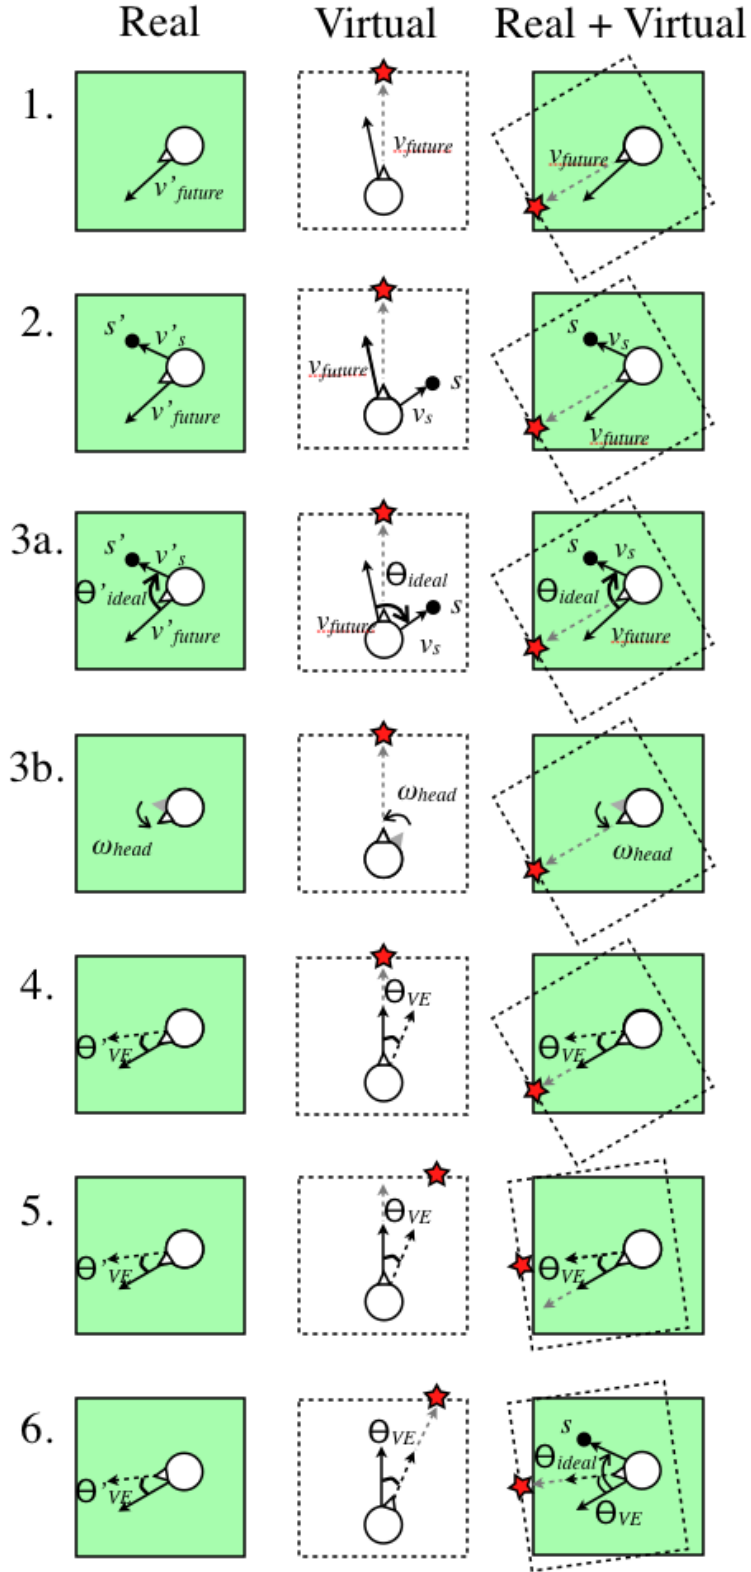 Real Virtual Real + Virtual
1.
v'future
vfuture
vfuture
2.
s'
v's
v'future
vfuture
s
vs
s
vs
vfuture
3a.
s'
v's
Θ'ideal
v'future
Θideal
s
vfuture
vs
s
vs
Θideal
vfuture
3b.
ωhead
ωhead
ωhead
4.
Θ'VE
ΘVE
ΘVE
5.
Θ'VE
ΘVE
ΘVE
6.
Θ'VE
ΘVE
s
Θideal
ΘVE